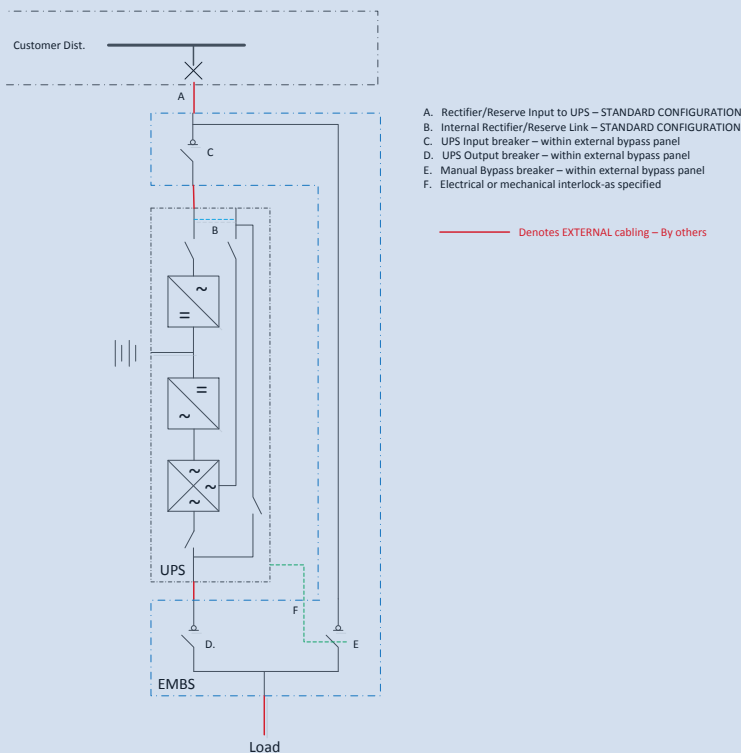 Customer Dist.
A
A. Rectifier/Reserve Input to UPS – STANDARD CONFIGURATION
B. Internal Rectifier/Reserve Link – STANDARD CONFIGURATION
C. UPS Input breaker – within external bypass panel
D. UPS Output breaker – within external bypass panel
E. Manual Bypass breaker – within external bypass panel
F. Electrical or mechanical interlock-as specified
C
B
Denotes EXTERNAL cabling – By others
~
=
=
~
~
~
~
UPS
F
D.
E
EMBS
Load